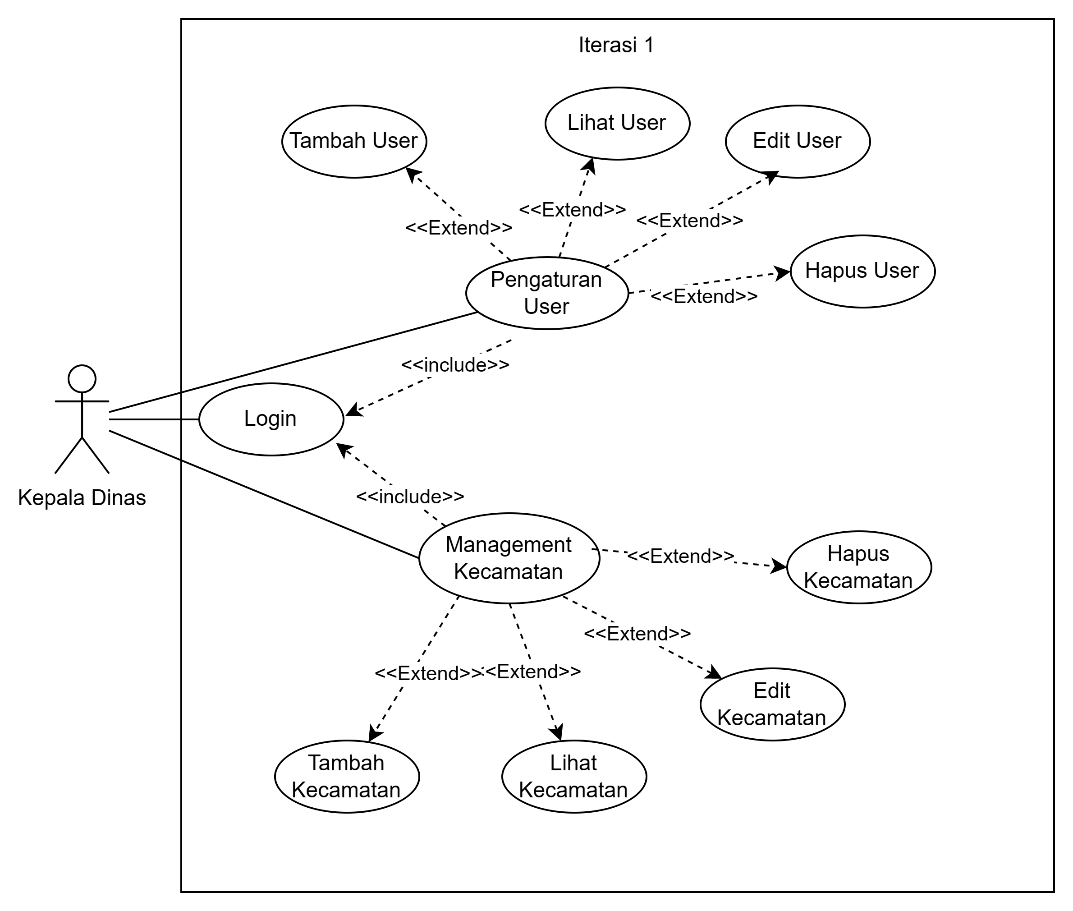 Iterasi 1
Tambah User
Lihat User
Edit User
<<Extend>>
<<Extend>>
<<Extend>>
Pengaturan
User
Hapus User
<<Extend>>
<<include>>
Login
Kepala Dinas
<<include>>
Management
Kecamatan
<<Extend>>
Hapus
Kecamatan
<<Extend>>
<<Extend>>
<<Extend>>
Edit
Kecamatan
Tambah
Kecamatan
Lihat
Kecamatan